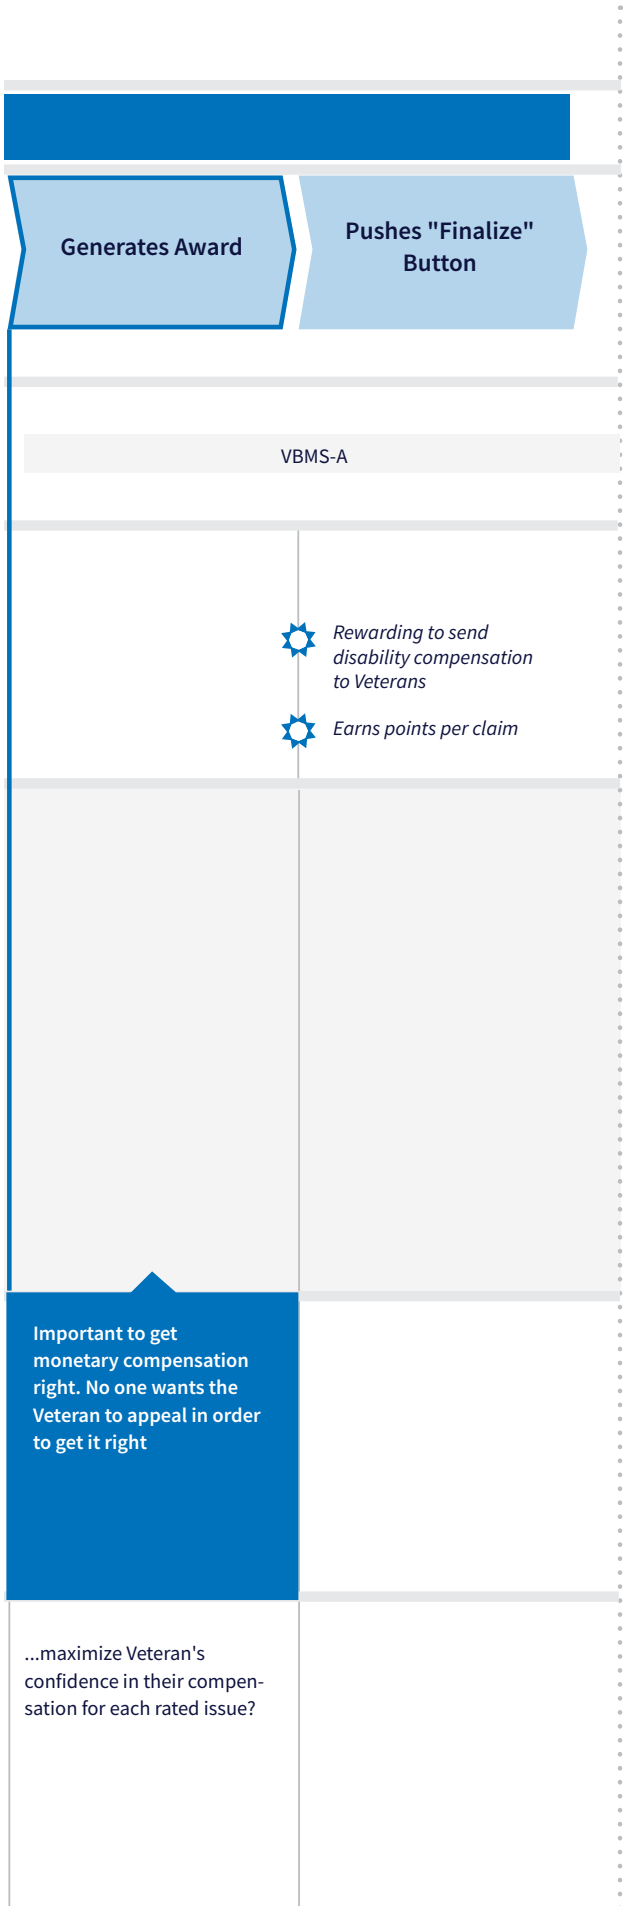 Generates Award
Pushes "Finalize"
Button
VBMS-A
Rewarding to send
disability compensation
to Veterans
Earns points per claim
Important to get
monetary compensation
right. No one wants the
Veteran to appeal in order
to get it right
...maximize Veteran's
confidence in their compen-
sation for each rated issue?